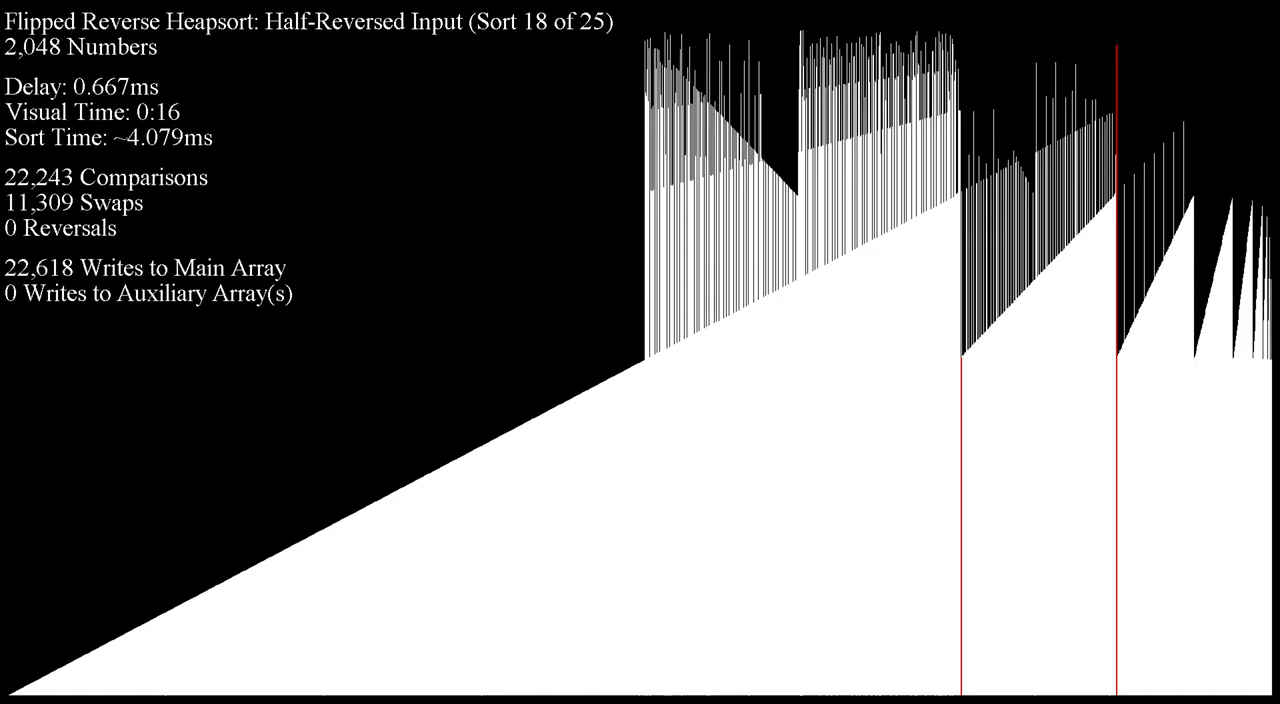 Flipped Reverse Heapsort: Half-Reversed Input (Sort 18 of 25)
2,048 Numbers
Delay: 0.667ms
Visual Time: 0:16
Sort Time: ~4.079ms
22,243 Comparisons
11,309 Swaps
0 Reversals
22,618 Writes to Main Array
0 Writes to Auxiliary Array(s)